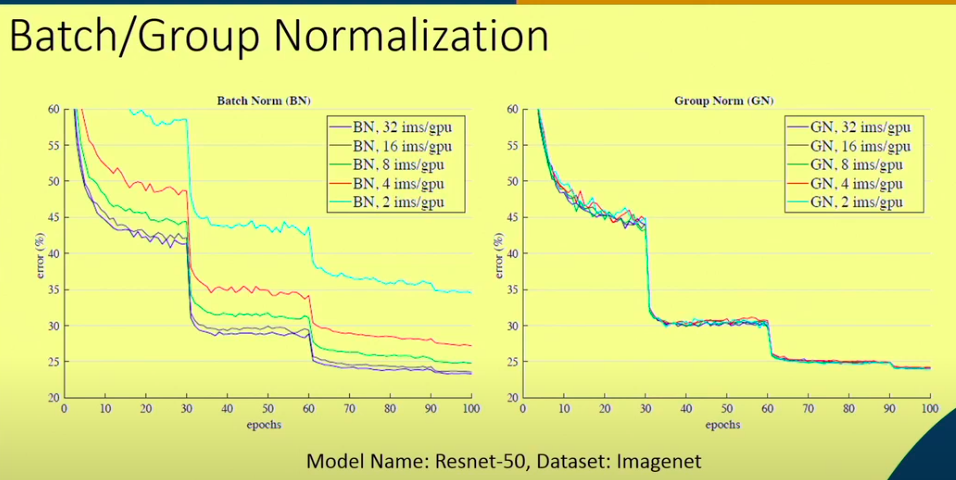 Batch/Group Normalization
Batch Norm (BN)
60
55
50
45
40
35
30
25
20
error (%)
0 10 20 30 40 50 60 70 80 90 100
epochs
BN, 32 ims/gpu
BN, 16 ims/gpu
BN, 8 ims/gpu
BN, 4 ims/gpu
BN, 2 ims/gpu
Group Norm (GN)
60
55
50
45
40
35
30
25
20
error (%)
0 10 20 30 40 50 60 70 80 90 100
epochs
GN, 32 ims/gpu
GN, 16 ims/gpu
GN, 8 ims/gpu
GN, 4 ims/gpu
GN, 2 ims/gpu
Model Name: Resnet-50, Dataset: Imagenet